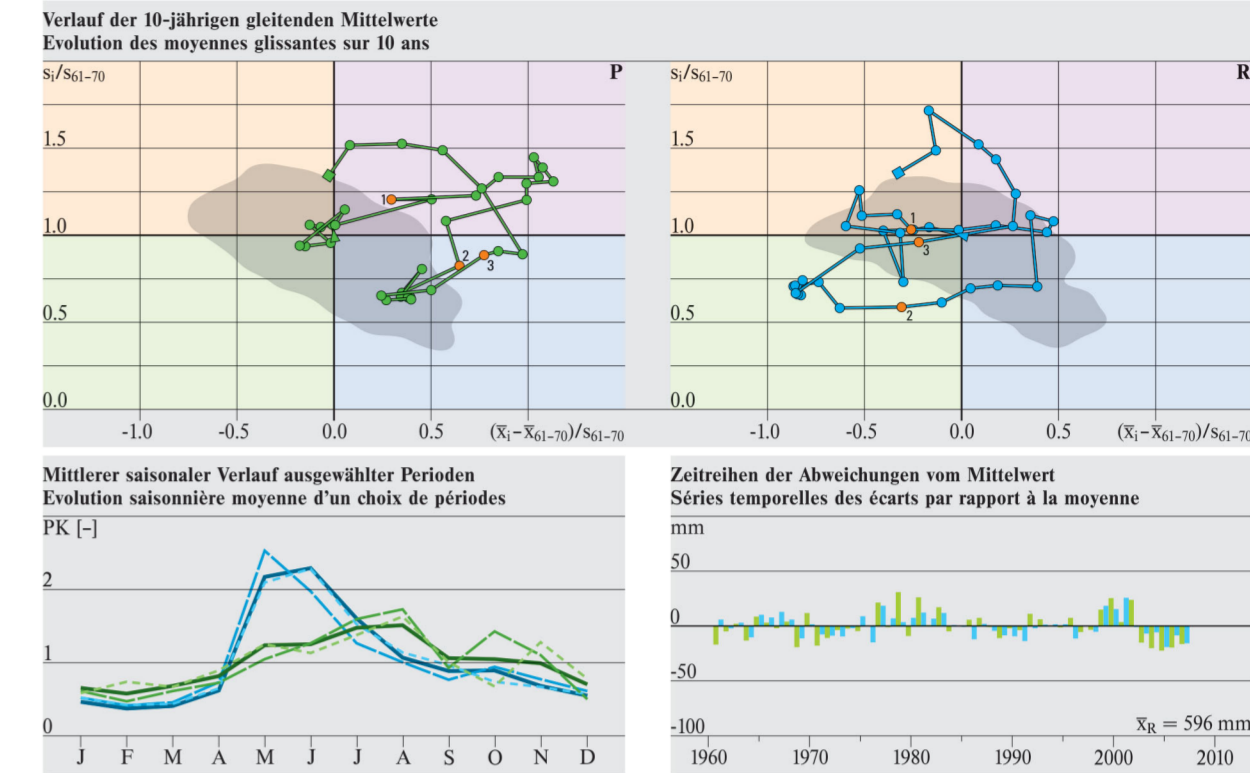 Verlauf der 10-jährigen gleitenden Mittelwerte
Evolution des moyennes glissantes sur 10 ans
si/s61–70
P
1.5
1.0
0.5
0.0
1
2
3
-1.0 -0.5 0.0 0.5 (x̅i–x̅61–70)/s61–70
si/s61–70
R
1.5
1.0
0.5
0.0
1
3
2
-1.0 -0.5 0.0 0.5 (x̅i–x̅61–70)/s61–70
Mittlerer saisonaler Verlauf ausgewählter Perioden
Evolution saisonnière moyenne d'un choix de périodes
PK [–]
2
1
0
J F M A M J J A S O N D
Zeitreihen der Abweichungen vom Mittelwert
Séries temporelles des écarts par rapport à la moyenne
mm
50
0
-50
-100
x̅R = 596 mm
1960 1970 1980 1990 2000 2010